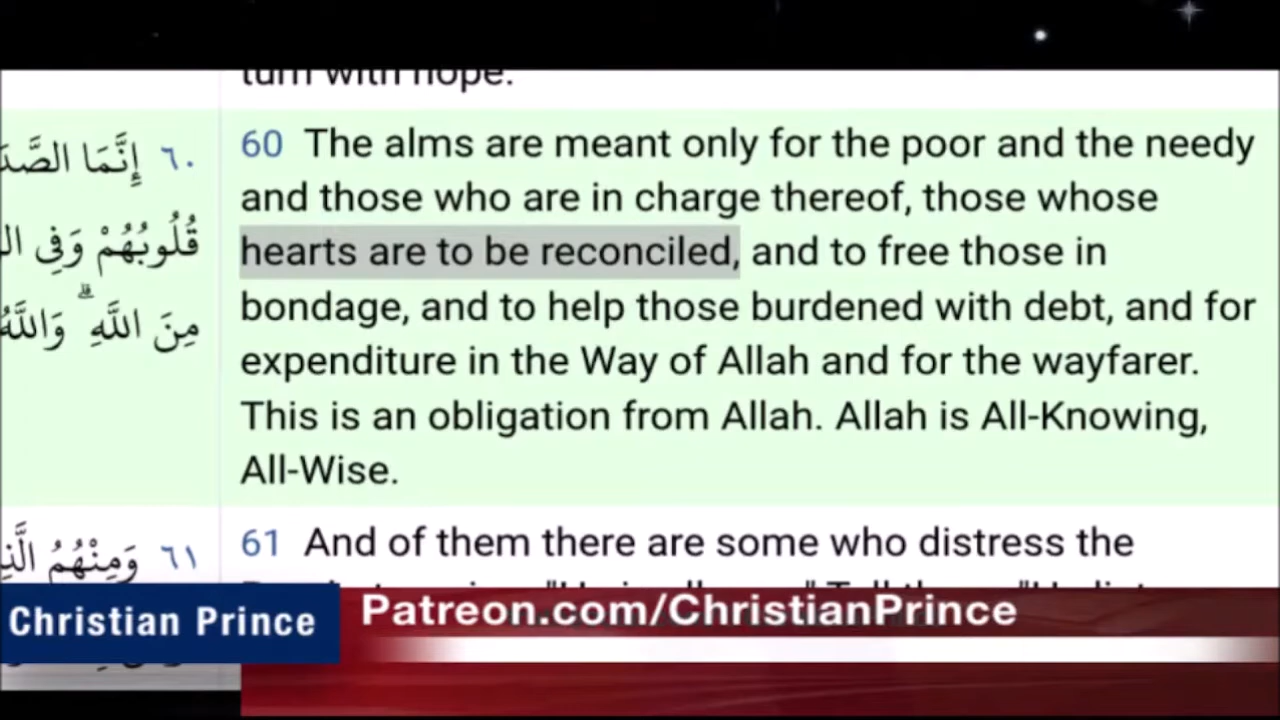 turn with hope.
60 The alms are meant only for the poor and the needy
and those who are in charge thereof, those whose
hearts are to be reconciled, and to free those in
bondage, and to help those burdened with debt, and for
expenditure in the Way of Allah and for the wayfarer.
This is an obligation from Allah. Allah is All-Knowing,
All-Wise.
٦٠ إِنَّمَا
قُلُوبُهُمْ وَفِي
مِنَ اللَّهِ ۗ وَاللَّهُ
61 And of them there are some who distress the
٦١ وَمِنْهُمُ
Christian Prince
Patreon.com/ChristianPrince